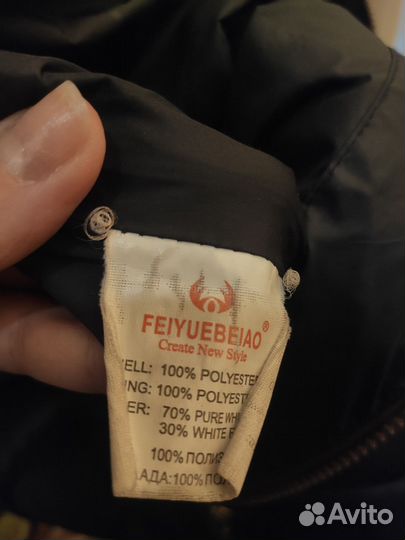 FEIYUEBEIAO®
Create New Style
ELL: 100% POLYESTE
ING: 100% POLYEST
ER: 70% PURE WH
30% WHITE F
100% ПОЛИ
АДА:100% ПОЛ
Avito